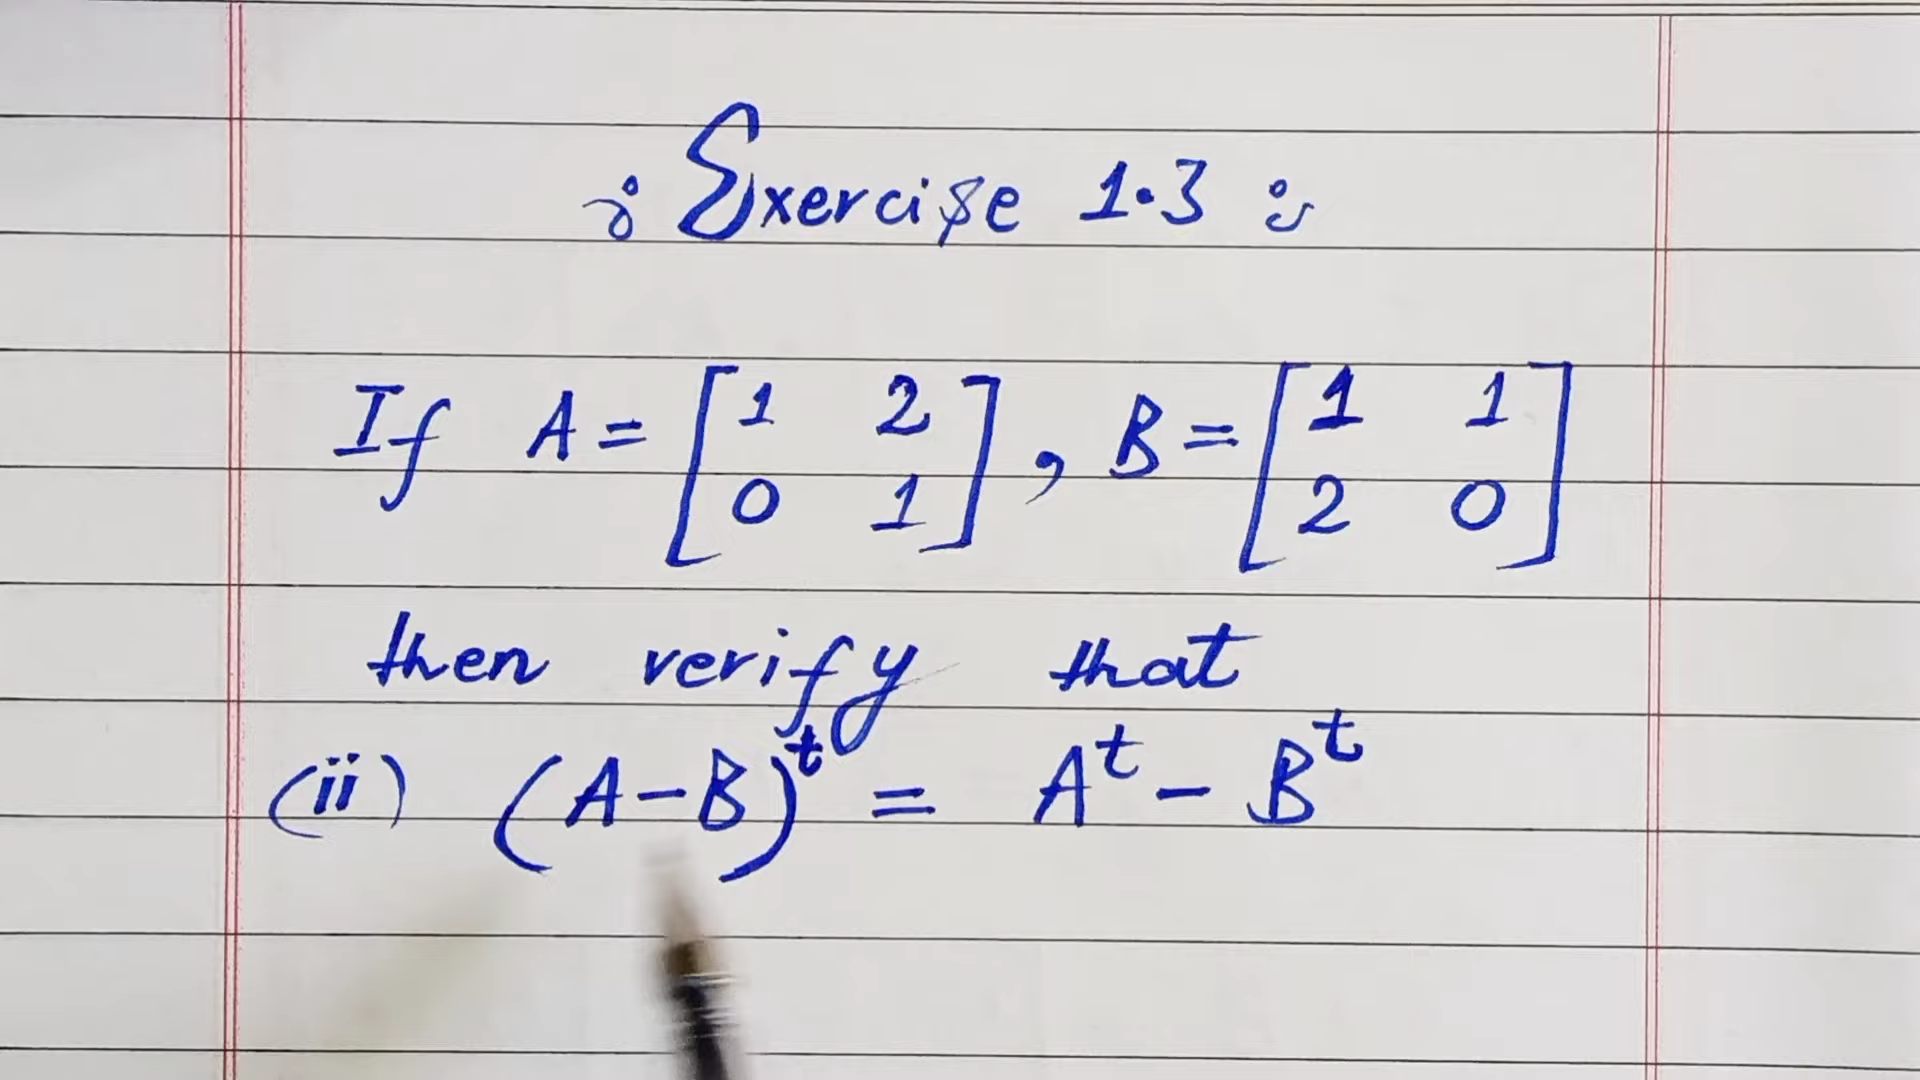 Exercise 1.3
If A = [1 2
0 1], B = [1 1
2 0]
then verify that
(ii) (A-B)^t = A^t - B^t